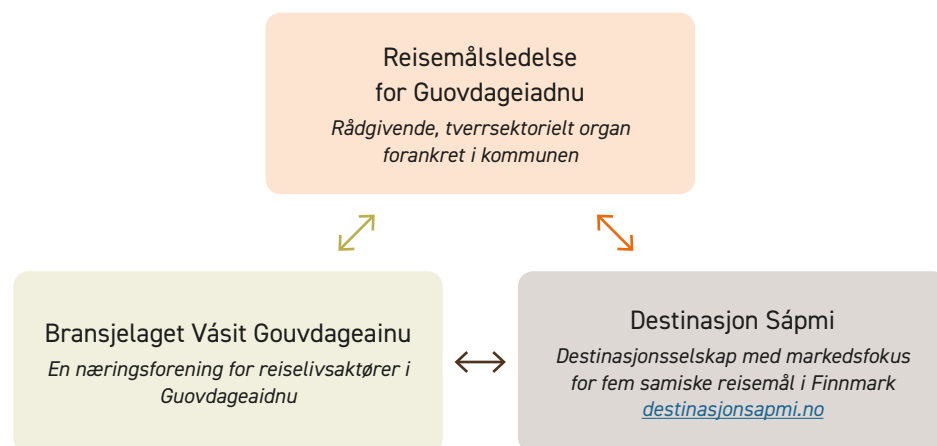 Reisemålsledelse
for Guovdageiadnu
Rådgivende, tverrsektorielt organ
forankret i kommunen
Bransjelaget Vásit Gouvdageainu
En næringsforening for reiselivsaktører i
Guovdageaidnu
Destinasjon Sápmi
Destinasjonsselskap med markedsfokus
for fem samiske reisemål i Finnmark
destinasjonsapmi.no